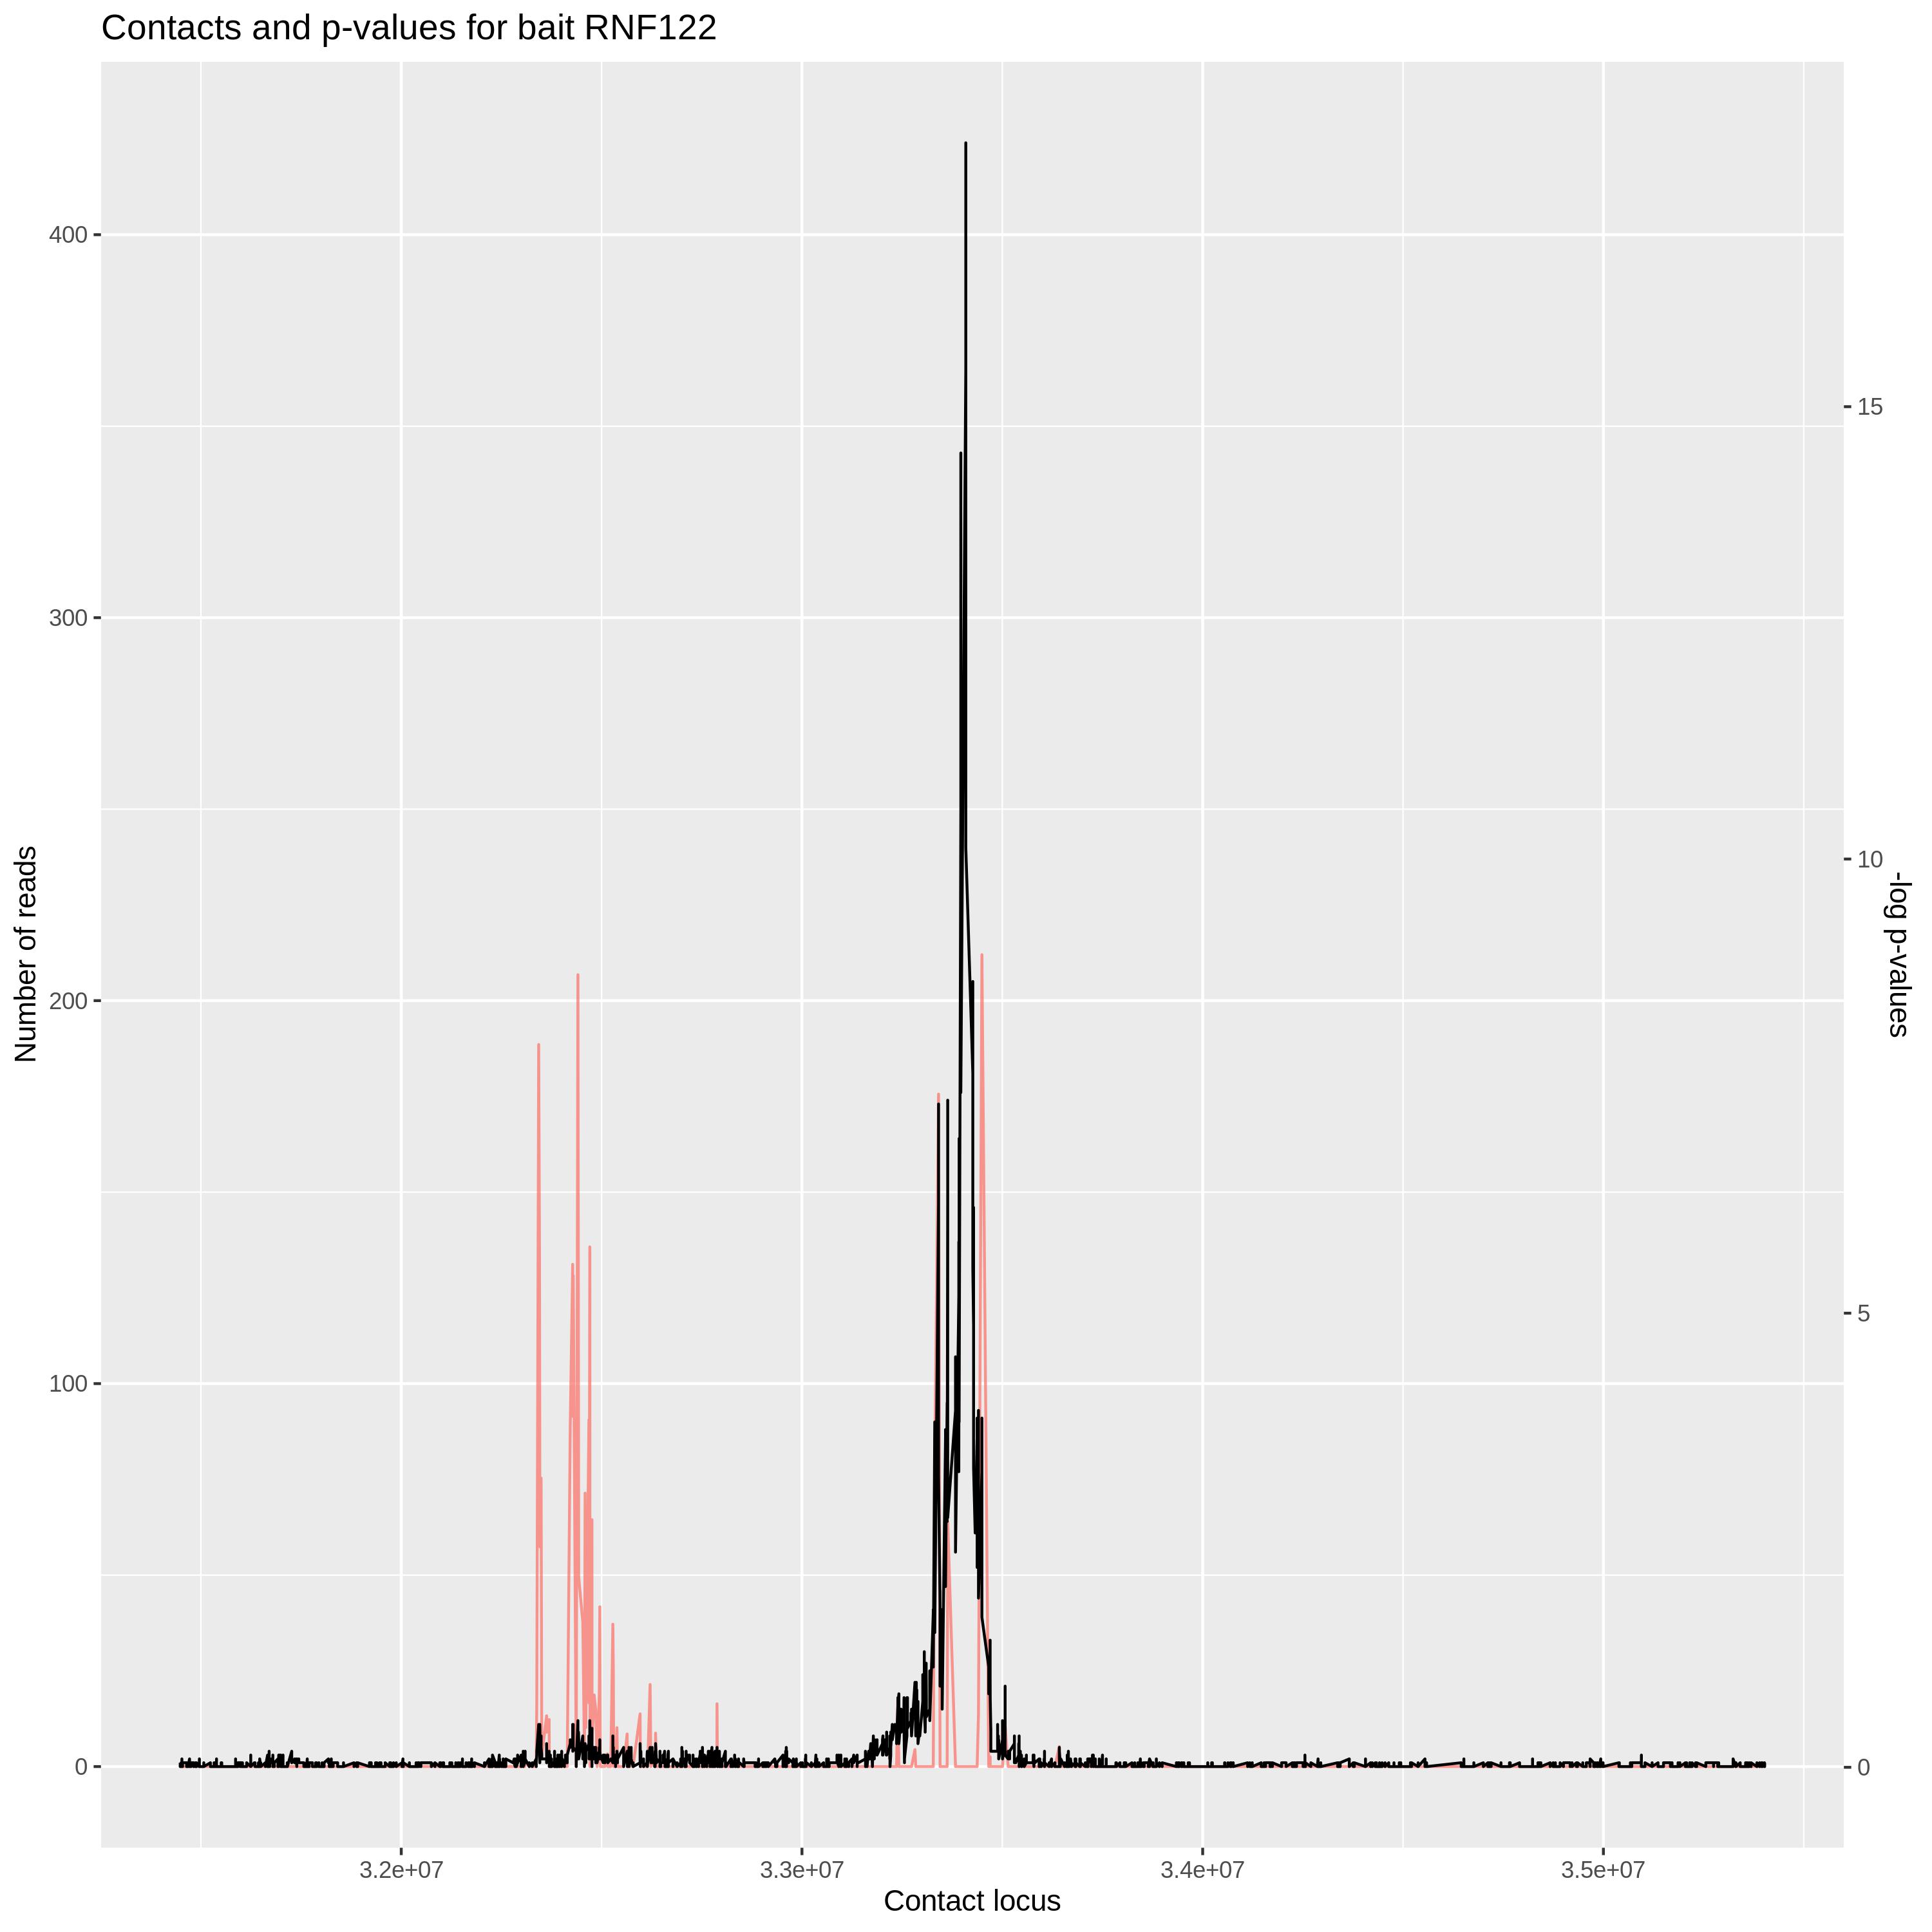 Contacts and p-values for bait RNF122
400
300
200
100
0
Number of reads
15
10
5
0
-log p-values
3.2e+07
3.3e+07
3.4e+07
3.5e+07
Contact locus